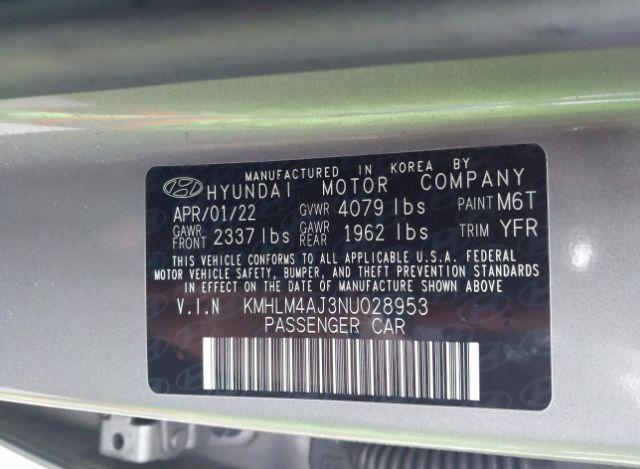 MANUFACTURED IN KOREA BY
HYUNDAI MOTOR COMPANY
APR/01/22 GVWR 4079 lbs PAINT M6T
GAWR FRONT 2337 lbs GAWR REAR 1962 lbs TRIM YFR
THIS VEHICLE CONFORMS TO ALL APPLICABLE U.S.A. FEDERAL
MOTOR VEHICLE SAFETY, BUMPER, AND THEFT PREVENTION STANDARDS
IN EFFECT ON THE DATE OF MANUFACTURE SHOWN ABOVE
V.I.N KMHLM4AJ3NU028953
PASSENGER CAR